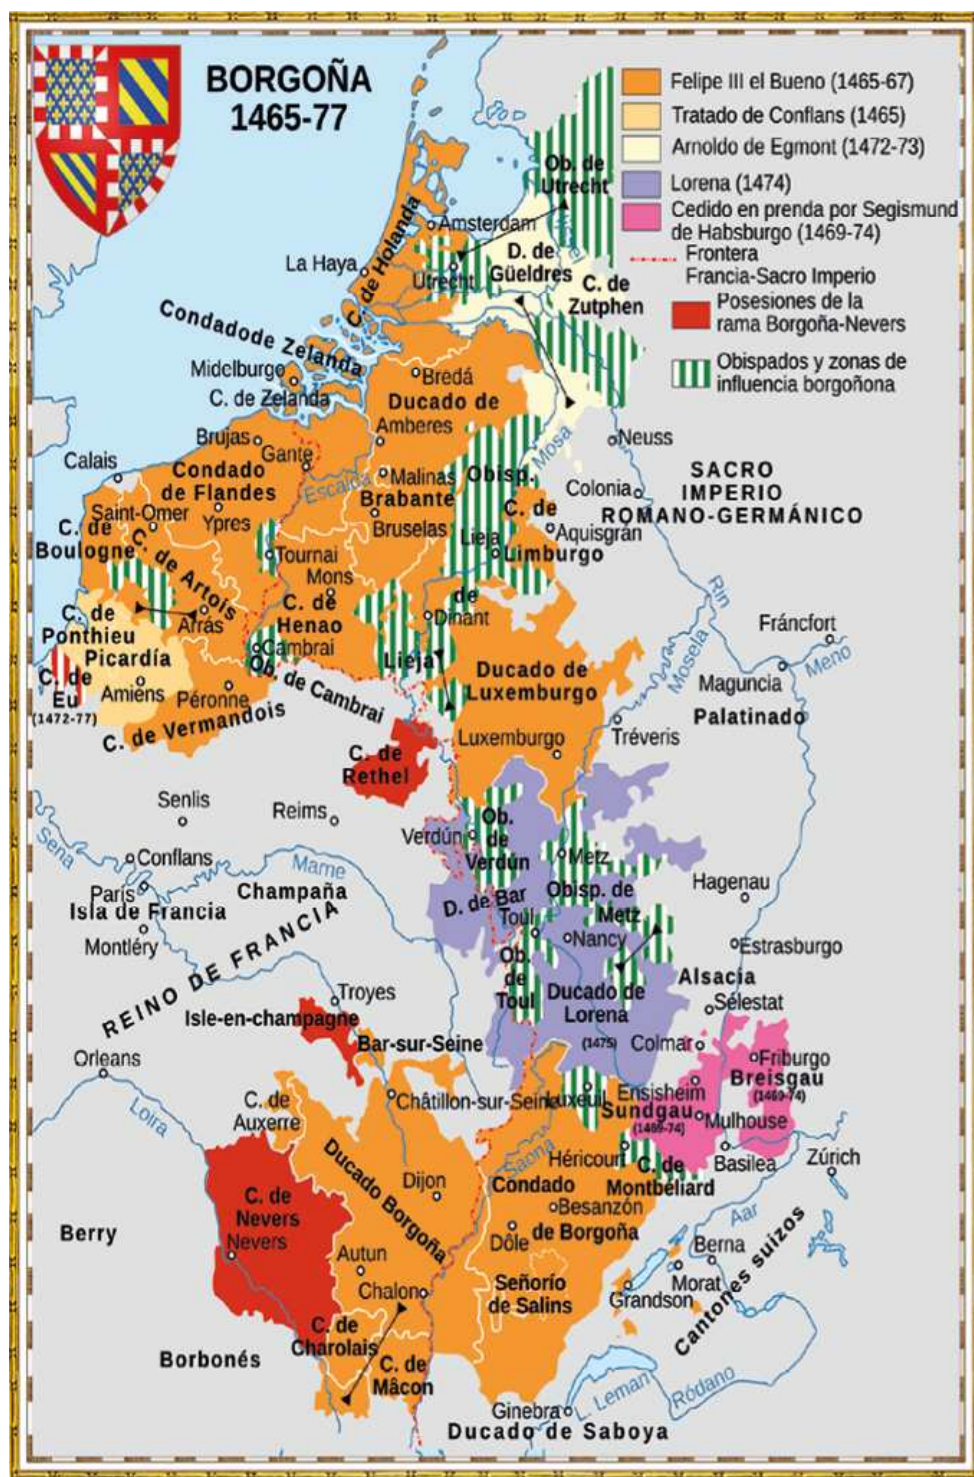 BORGOÑA
1465-77
Felipe III el Bueno (1465-67)
Tratado de Conflans (1465)
Arnoldo de Egmont (1472-73)
Lorena (1474)
Cedido en prenda por Segismund
de Habsburgo (1469-74)
Frontera
Francia-Sacro Imperio
Posesiones de la
rama Borgoña-Nevers
Obispados y zonas de
influencia borgoñona
Ob. de
Utrecht
Amsterdam
C. de Holanda
La Haya
Utrecht
D. de
Güeldres
C. de
Zutphen
Condadode Zelanda
Midelburgo
C. de Zelanda
Bredá
Ducado de
Amberes
Brujas
Gante
Escalda
Mosa
Neuss
Calais
Condado
de Flandes
Malinas
Brabante
Obisp.
Colonia
SACRO
IMPERIO
ROMANO-GERMÁNICO
Saint-Omer
Ypres
Bruselas
C. de
Aquisgrán
C. de
Boulogne
C. de Artois
Tournai
Lieja
Limburgo
Mons
de
Dinant
Rin
C. de
Ponthieu
Arrás
C. de
Henao
Fráncfort
Picardía
Cambrai
Lieja
Ducado de
Luxemburgo
Mosela
Meno
C. de
Eu
(1472-77)
Amiens
Péronne
Ob. de Cambrai
Maguncia
Palatinado
C. de Vermandois
Luxemburgo
Tréveris
C. de
Rethel
Senlis
Reims
Verdún
Ob.
de
Verdún
Metz
Sena
Conflans
Marne
París
Champaña
D. de Bar
Obisp. de
Metz
Hagenau
Isla de Francia
Toul
Nancy
Montléry
REINO DE FRANCIA
Ob.
de
Toul
Estrasburgo
Alsacia
Troyes
Ducado de
Lorena
(1475)
Sélestat
Isle-en-champagne
Bar-sur-Seine
Colmar
Friburgo
Breisgau
(1469-74)
Orleans
Châtillon-sur-Seine
Luxeuil
Ensisheim
Sundgau
(1469-74)
Mulhouse
Loira
C. de
Auxerre
Saona
Héricourt
Basilea
Zúrich
Ducado Borgoña
Dijon
Condado
de Borgoña
C. de
Montbeliard
C. de
Nevers
Nevers
Besanzón
Dôle
Aar
Berry
Berna
Autun
Chalon
Señorío
de Salins
Morat
Grandson
Cantones suizos
C. de
Charolais
Borbonés
C. de
Mâcon
L. Leman
Ródano
Ginebra
Ducado de Saboya